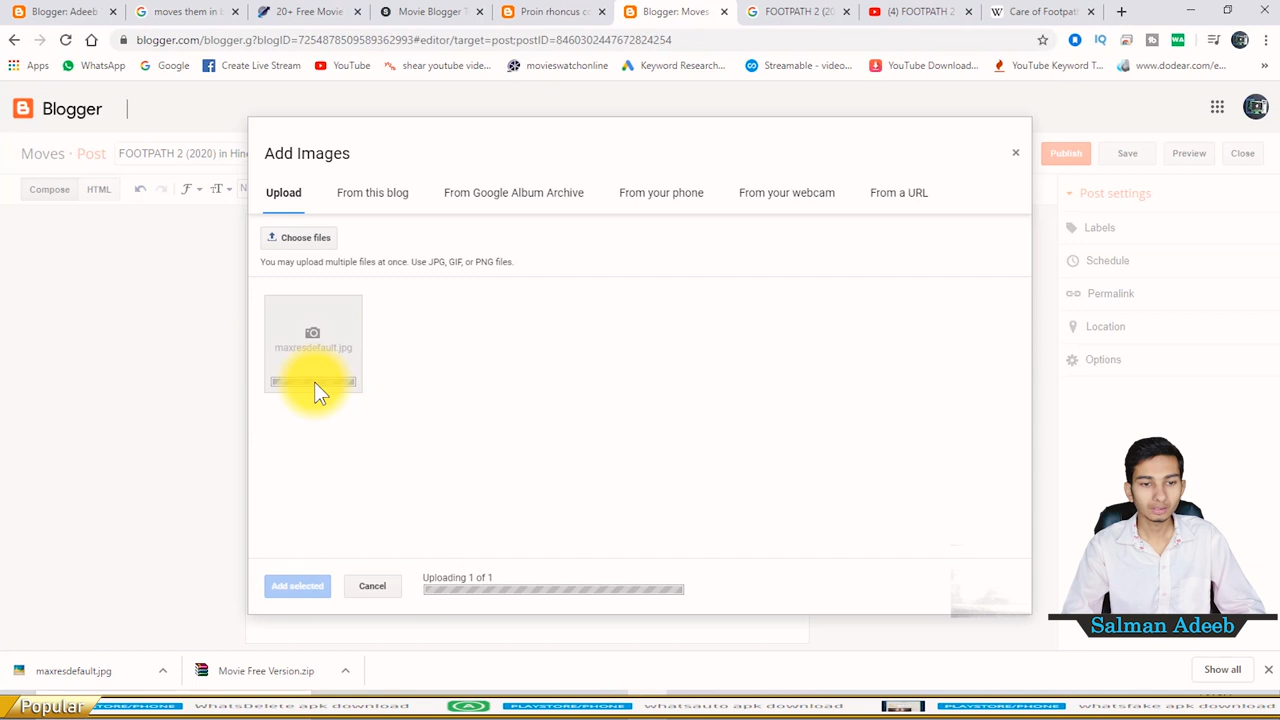 Blogger: Adeeb
moves them in b
20+ Free Movie
Movie Blogger T
Proin rhoncus co
Blogger: Moves
FOOTPATH 2 (20
(4) FOOTPATH 2
Care of Footpat
blogger.com/blogger.g?blogID=7254878509589362993#editor/target=post:postID=8460302447672824254
Apps
WhatsApp
Google
Create Live Stream
YouTube
shear youtube vide...
movieswatchonline
Keyword Research...
Streamable - video...
YouTube Download...
YouTube Keyword T...
www.dodear.com/e...
Blogger
Moves · Post
FOOTPATH 2 (2020) in Hin
Publish
Save
Preview
Close
Compose
HTML
Add Images
Upload
From this blog
From Google Album Archive
From your phone
From your webcam
From a URL
Choose files
You may upload multiple files at once. Use JPG, GIF, or PNG files.
maxresdefault.jpg
Post settings
Labels
Schedule
Permalink
Location
Options
Add selected
Cancel
Uploading 1 of 1
Salman Adeeb
maxresdefault.jpg
Movie Free Version.zip
Show all
Popular
PLAYSTORE/PHONE
WhatsDelete apk download
PLAYSTORE/PHONE
whatsauto apk download
PLAYSTORE/PHONE
whatsfake apk download